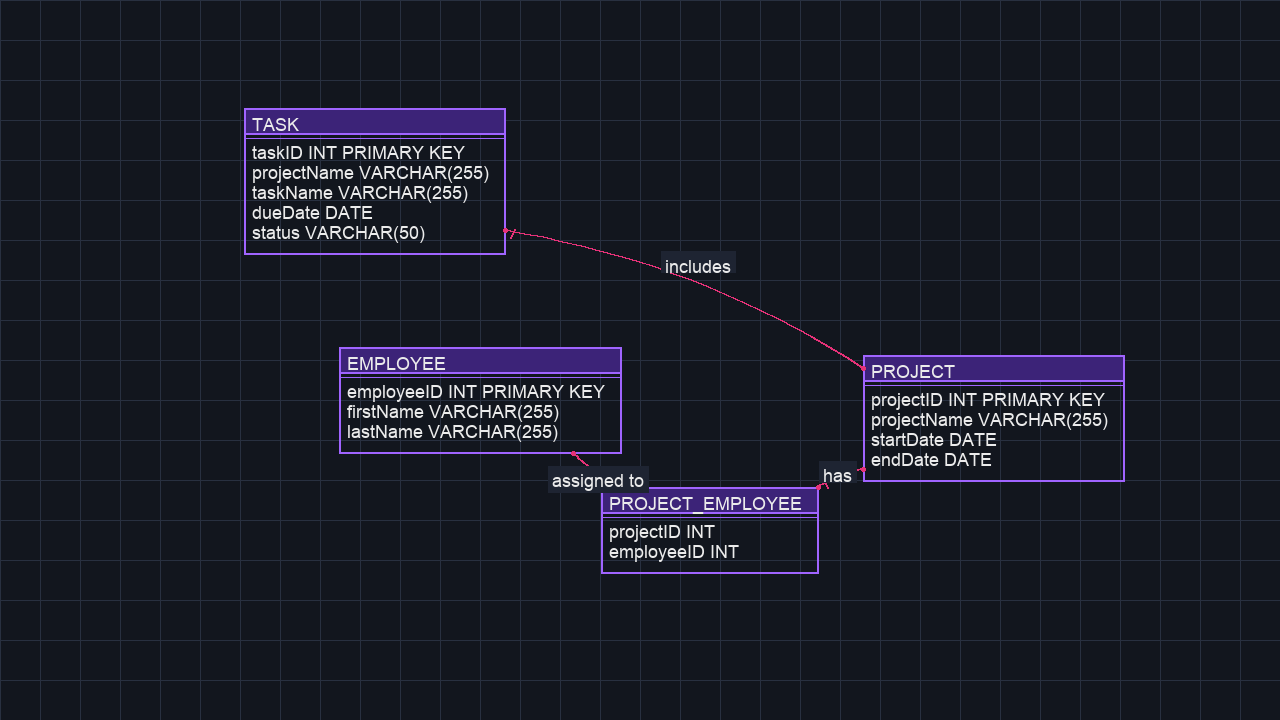 TASK
taskID INT PRIMARY KEY
projectName VARCHAR(255)
taskName VARCHAR(255)
dueDate DATE
status VARCHAR(50)
includes
EMPLOYEE
employeeID INT PRIMARY KEY
firstName VARCHAR(255)
lastName VARCHAR(255)
PROJECT
projectID INT PRIMARY KEY
projectName VARCHAR(255)
startDate DATE
endDate DATE
assigned to
has
PROJECT_EMPLOYEE
projectID INT
employeeID INT